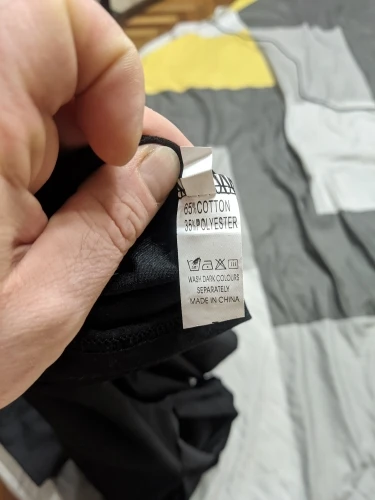 65%COTTON
35%POLYESTER
WASH DARK COLOURS
SEPARATELY
MADE IN CHINA